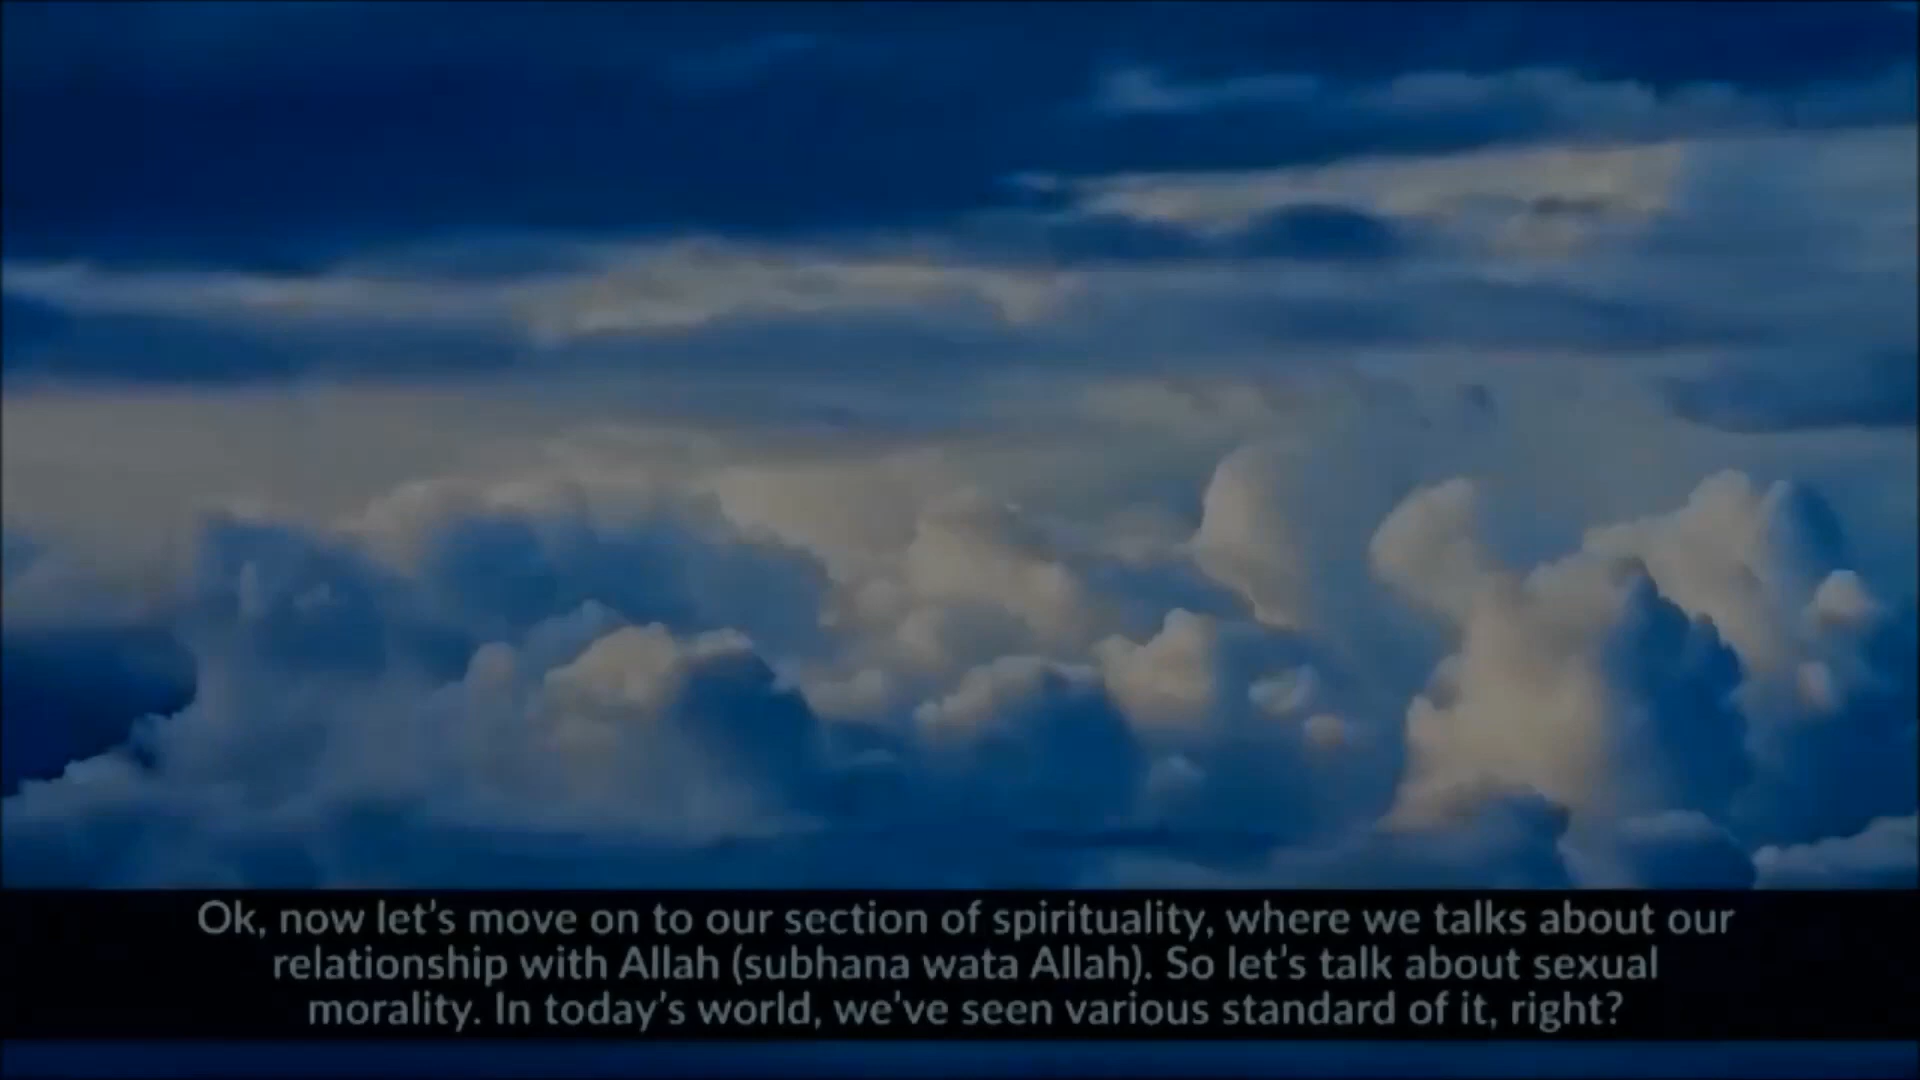 Ok, now let's move on to our section of spirituality, where we talks about our
relationship with Allah (subhana wata Allah). So let's talk about sexual
morality. In today's world, we've seen various standard of it, right?